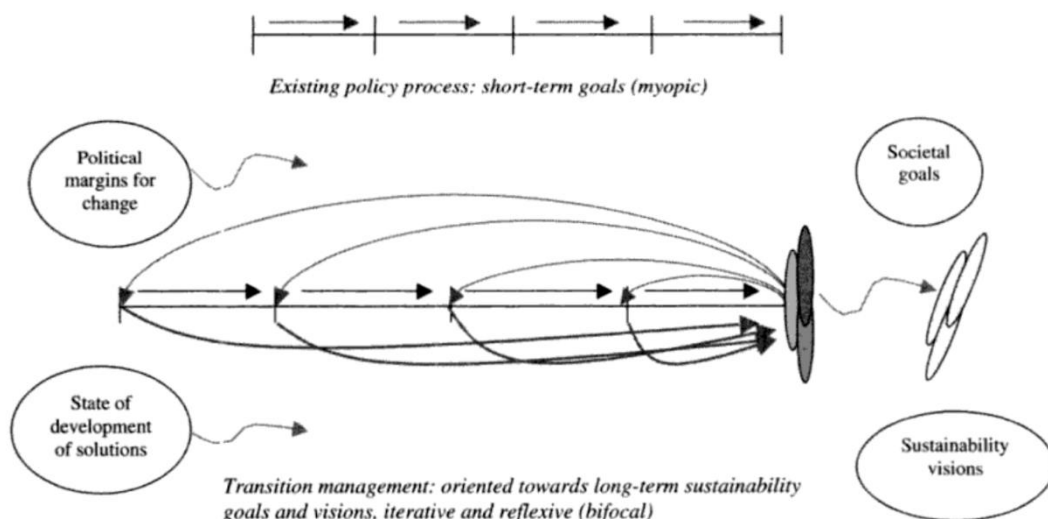 Existing policy process: short-term goals (myopic)
Political
margins for
change
Societal
goals
State of
development
of solutions
Sustainability
visions
Transition management: oriented towards long-term sustainability
goals and visions, iterative and reflexive (bifocal)